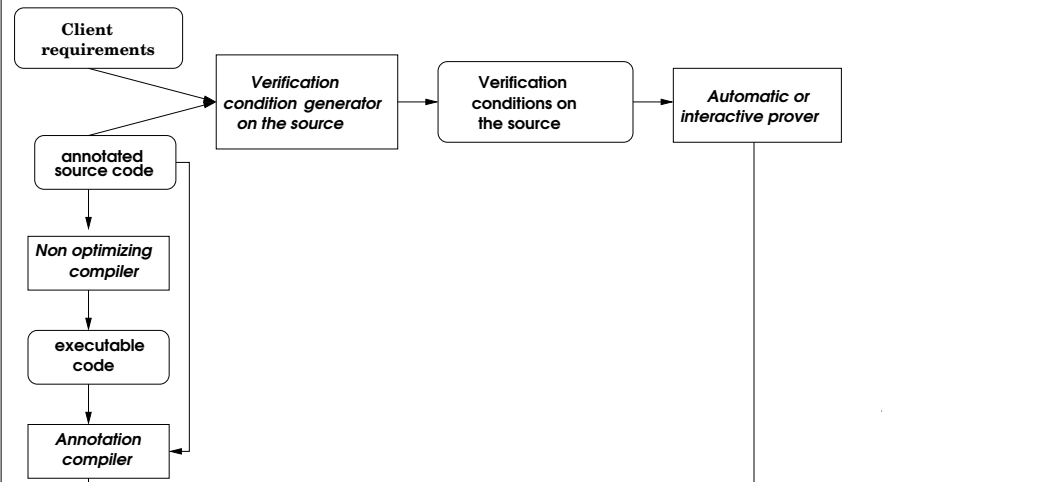 Client
requirements
Verification
condition generator
on the source
Verification
conditions on
the source
Automatic or
interactive prover
annotated
source code
Non optimizing
compiler
executable
code
Annotation
compiler